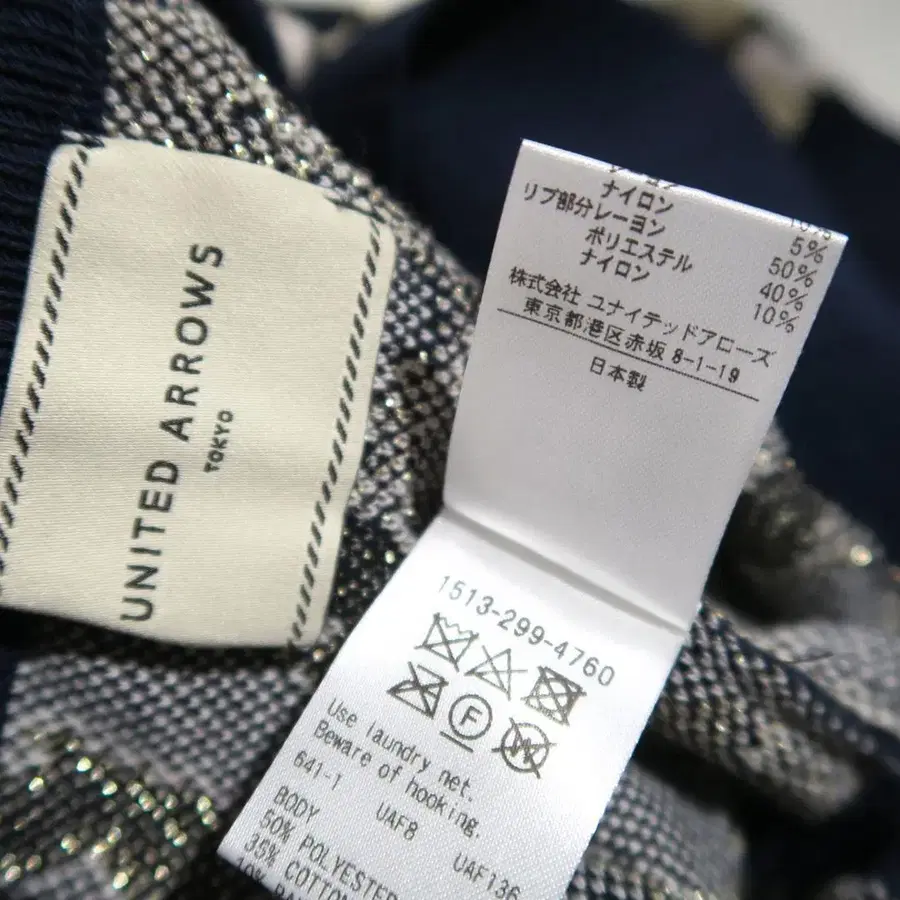 UNITED ARROWS
TOKYO
ナイロン 5%
リブ部分レーヨン 50%
ポリエステル 40%
ナイロン 10%
株式会社 ユナイテッドアローズ
東京都港区赤坂 8-1-19
日本製
1513-299-4760
F
W
Use laundry net.
Beware of hooking.
641-1 UAF8 UAF136
BODY
50% POLYESTER
35% COTTON